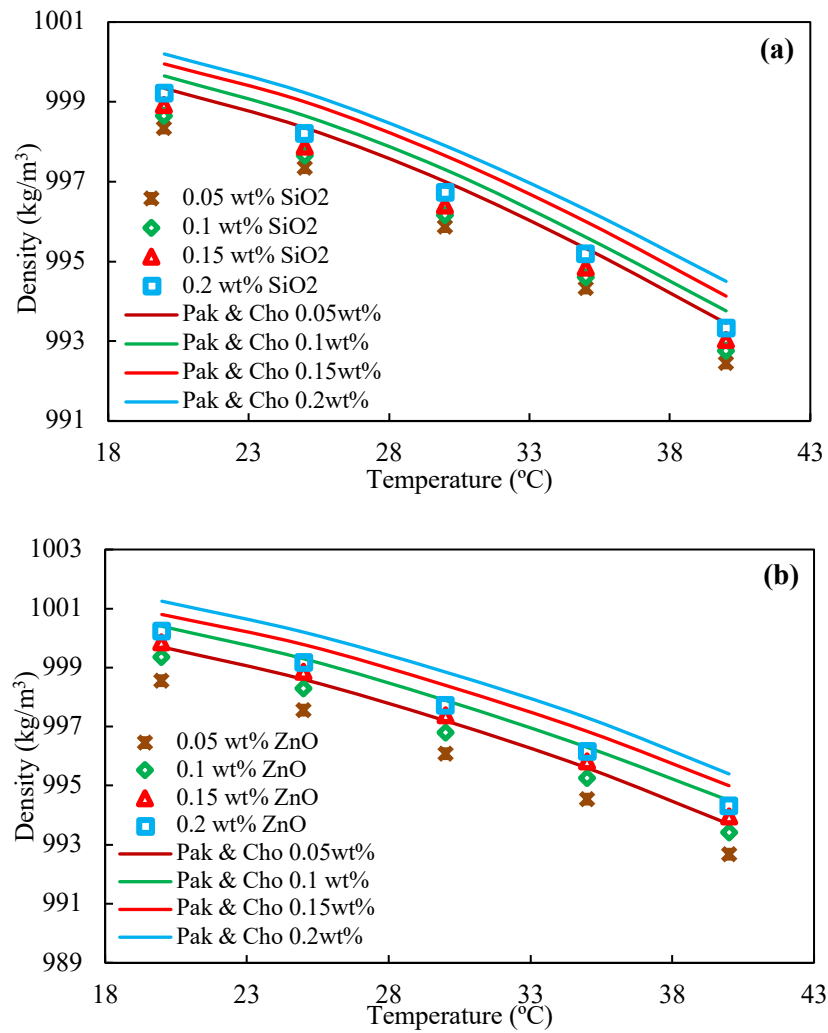 1001
(a)
999
997
0.05 wt% SiO2
0.1 wt% SiO2
995
0.15 wt% SiO2
0.2 wt% SiO2
Pak & Cho 0.05wt%
993
Pak & Cho 0.1wt%
Pak & Cho 0.15wt%
Pak & Cho 0.2wt%
991
Density (kg/m³)
18 23 28 33 38 43
Temperature (ºC)
1003
(b)
1001
999
997
0.05 wt% ZnO
0.1 wt% ZnO
995
0.15 wt% ZnO
0.2 wt% ZnO
993
Pak & Cho 0.05wt%
Pak & Cho 0.1 wt%
991
Pak & Cho 0.15wt%
Pak & Cho 0.2wt%
989
Density (kg/m³)
18 23 28 33 38 43
Temperature (ºC)